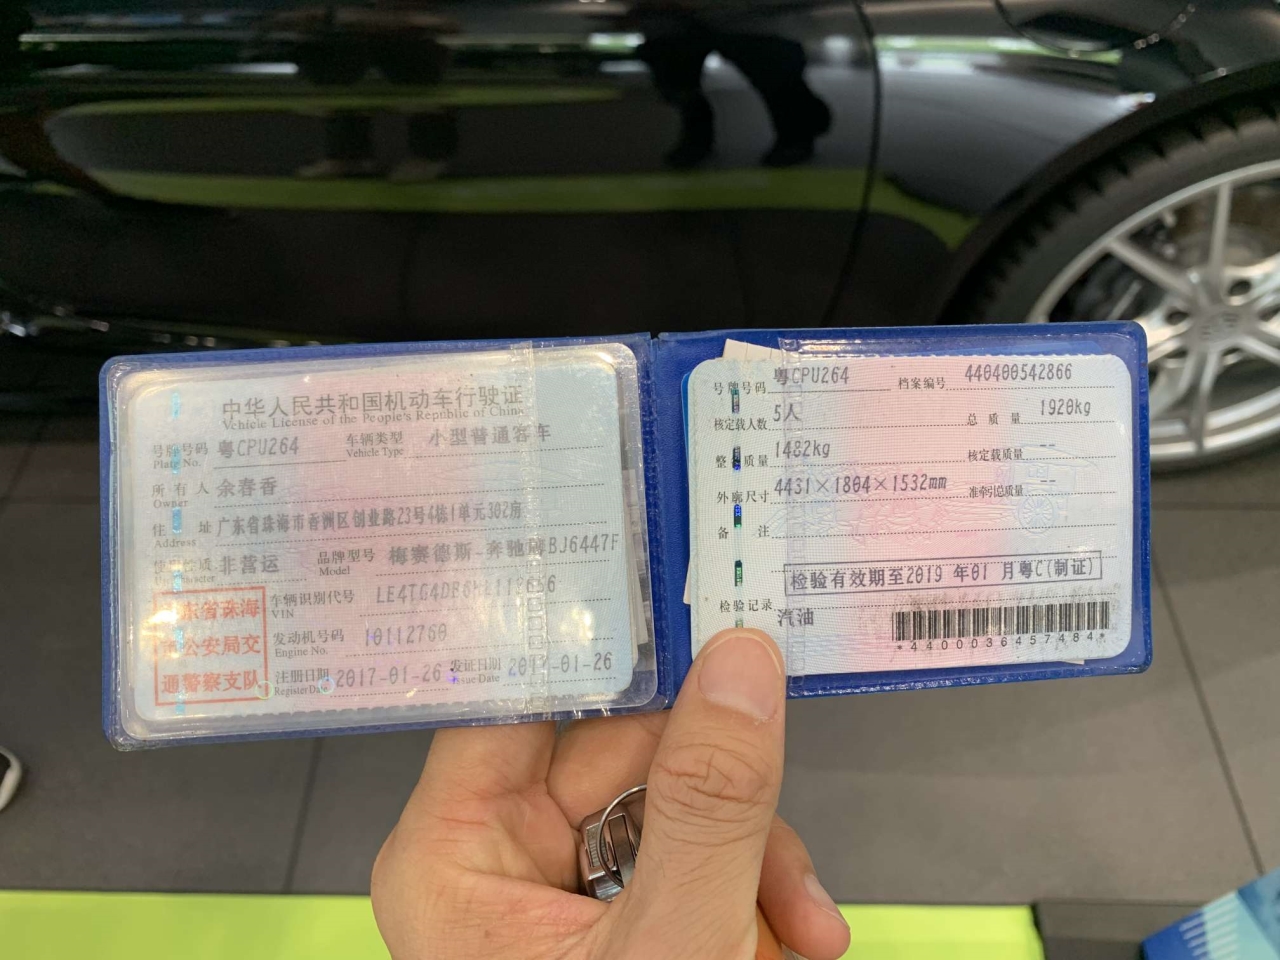 中华人民共和国机动车行驶证
Vehicle License of the People's Republic of China
号牌号码 粤CPU264 车辆类型 小型普通客车
Plate No. Vehicle Type
所有人 余春香
Owner
住址 广东省珠海市香洲区创业路23号4栋1单元302房
Address
使用性质 非营运 品牌型号 梅赛德斯-奔驰牌BJ6447F
Model
车辆识别代号
VIN
发动机号码 10112760
Engine No.
注册日期 2017-01-26 发证日期 2017-01-26
Register Date Issue Date
广东省珠海
市公安局交
通警察支队
号牌号码 粤CPU264 档案编号 440400542866
核定载人数 5人 总质量 1920kg
整备质量 1482kg 核定载质量 --
外廓尺寸 4431×1804×1532mm 准牵引总质量 --
备注
检验有效期至2019年01月粤C(制证)
检验记录
汽油
*4400036457484*